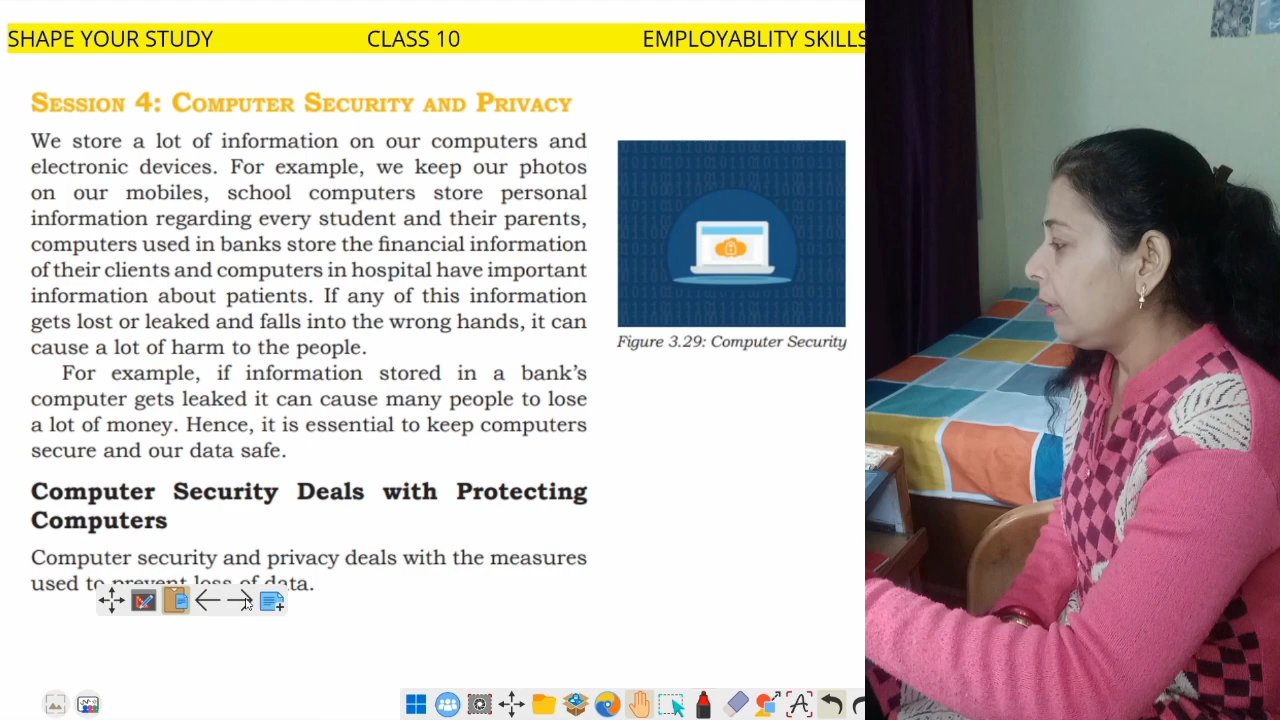 SHAPE YOUR STUDY CLASS 10 EMPLOYABLITY SKILLS
SESSION 4: COMPUTER SECURITY AND PRIVACY
We store a lot of information on our computers and
electronic devices. For example, we keep our photos
on our mobiles, school computers store personal
information regarding every student and their parents,
computers used in banks store the financial information
of their clients and computers in hospital have important
information about patients. If any of this information
gets lost or leaked and falls into the wrong hands, it can
cause a lot of harm to the people.
For example, if information stored in a bank's
computer gets leaked it can cause many people to lose
a lot of money. Hence, it is essential to keep computers
secure and our data safe.
Figure 3.29: Computer Security
Computer Security Deals with Protecting
Computers
Computer security and privacy deals with the measures
used to prevent loss of data.